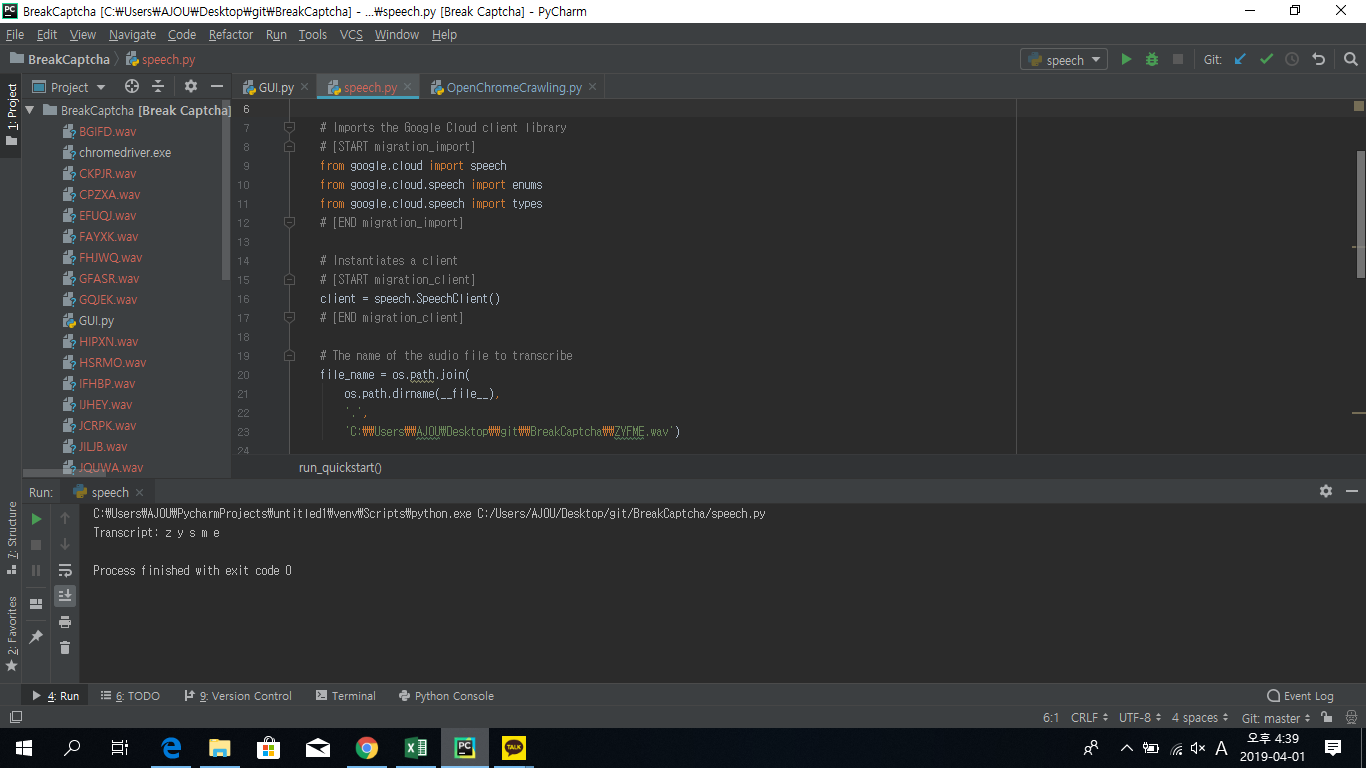 BreakCaptcha [C:₩Users₩AJOU₩Desktop₩git₩BreakCaptcha] - ...₩speech.py [Break Captcha] - PyCharm
File Edit View Navigate Code Refactor Run Tools VCS Window Help
BreakCaptcha speech.py
speech Git:
Project
GUI.py speech.py OpenChromeCrawling.py
1: Project
BreakCaptcha [Break Captcha]
BGIFD.wav
chromedriver.exe
CKPJR.wav
CPZXA.wav
EFUQJ.wav
FAYXK.wav
FHJWQ.wav
GFASR.wav
GQJEK.wav
GUI.py
HIPXN.wav
HSRMO.wav
IFHBP.wav
IJHEY.wav
JCRPK.wav
JILJB.wav
JQUWA.wav
6
7 # Imports the Google Cloud client library
8 # [START migration_import]
9 from google.cloud import speech
10 from google.cloud.speech import enums
11 from google.cloud.speech import types
12 # [END migration_import]
13
14 # Instantiates a client
15 # [START migration_client]
16 client = speech.SpeechClient()
17 # [END migration_client]
18
19 # The name of the audio file to transcribe
20 file_name = os.path.join(
21 os.path.dirname(__file__),
22 '.',
23 'C:₩₩Users₩₩AJOU₩Desktop₩₩git₩₩BreakCaptcha₩₩ZYFME.wav')
24
run_quickstart()
Run: speech
C:₩Users₩AJOU₩PycharmProjects₩untitled1₩venv₩Scripts₩python.exe C:/Users/AJOU/Desktop/git/BreakCaptcha/speech.py
Transcript: z y s m e
Process finished with exit code 0
7: Structure
2: Favorites
4: Run 6: TODO 9: Version Control Terminal Python Console Event Log
6:1 CRLF UTF-8 4 spaces Git: master
PC TALK A 오후 4:39
2019-04-01